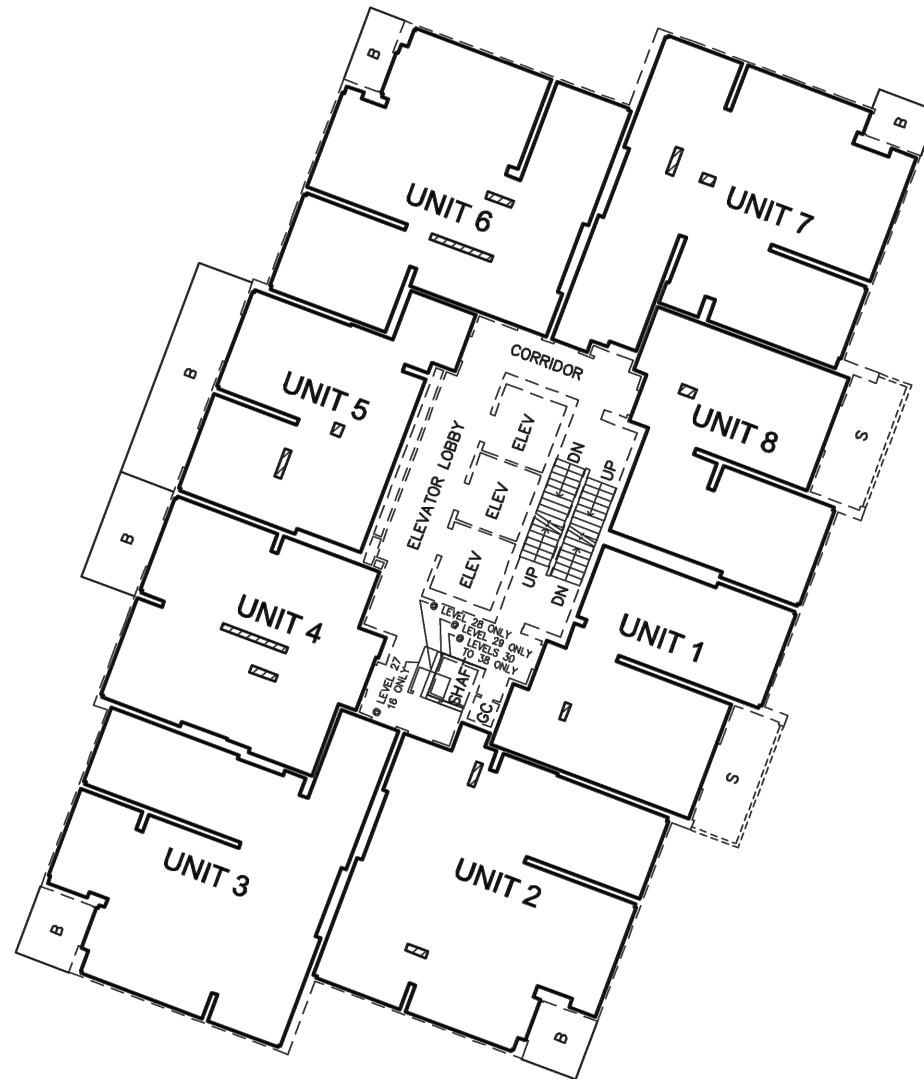 B
B
UNIT 6
UNIT 7
CORRIDOR
B
UNIT 5
ELEV
DN
UP
UNIT 8
S
ELEVATOR LOBBY
ELEV
B
ELEV
UP
DN
UNIT 4
@ LEVEL 28 ONLY
@ LEVEL 29 ONLY
@ LEVELS 30
TO 38 ONLY
UNIT 1
@ LEVEL 27
16 ONLY
SHAFT
GC
S
UNIT 3
UNIT 2
B
B